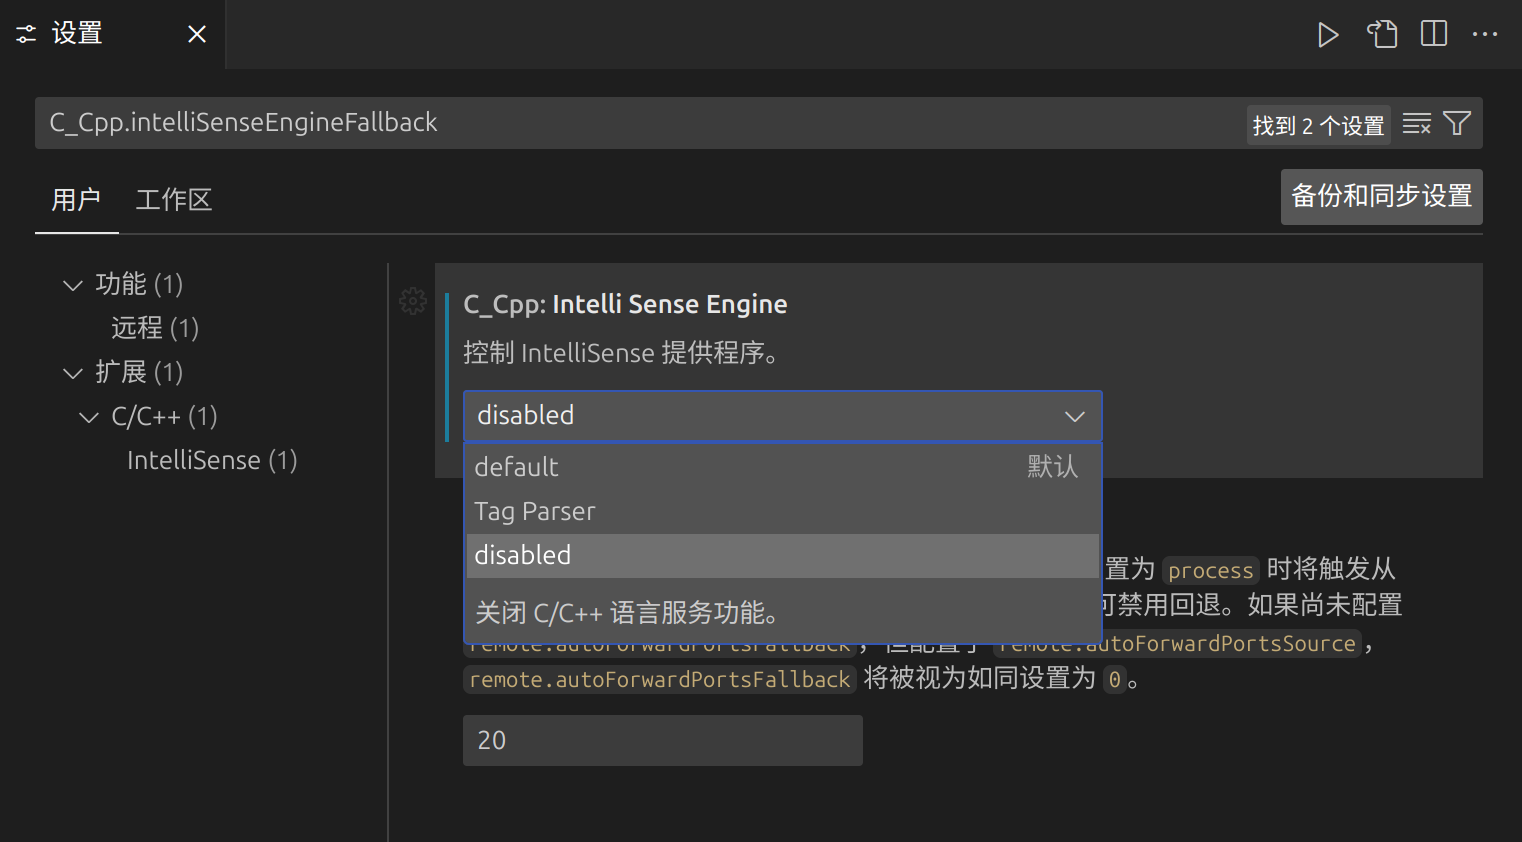 设置
C_Cpp.intelliSenseEngineFallback
找到 2 个设置
用户
工作区
备份和同步设置
功能 (1)
远程 (1)
扩展 (1)
C/C++ (1)
IntelliSense (1)
C_Cpp: Intelli Sense Engine
控制 IntelliSense 提供程序。
disabled
default 默认
Tag Parser
disabled
关闭 C/C++ 语言服务功能。
置为 process 时将触发从
可禁用回退。如果尚未配置
remote.autoForwardPortsFallback，但配置了 remote.autoForwardPortsSource，
remote.autoForwardPortsFallback 将被视为如同设置为 0。
20